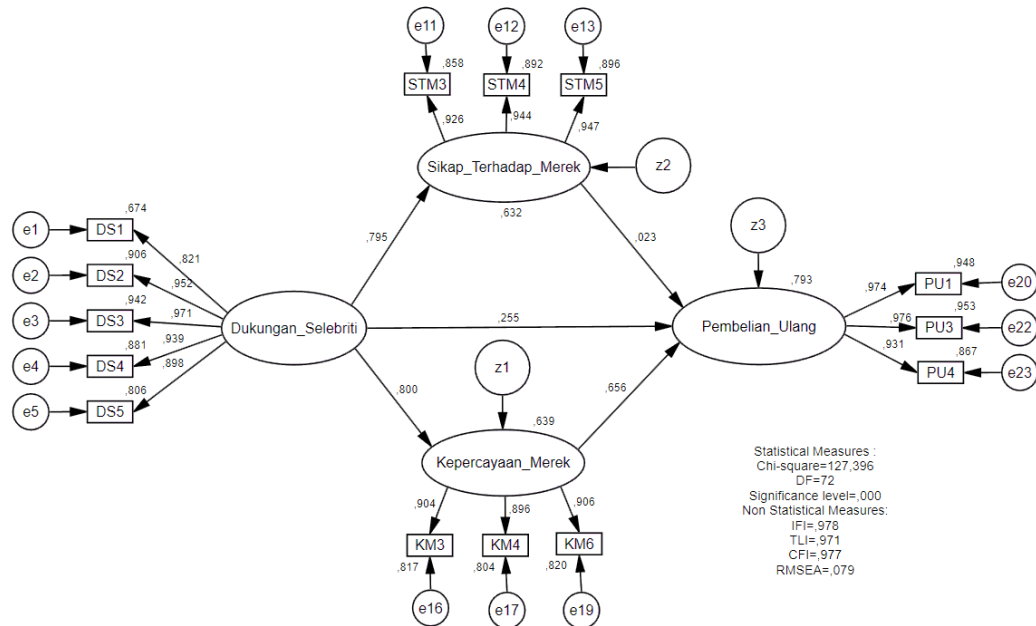 e11
e12
e13
,858
,892
,896
STM3
STM4
STM5
,926
,944
,947
Sikap_Terhadap_Merek
z2
,632
e1
DS1
,674
,821
e2
DS2
,906
,952
e3
DS3
,942
,971
e4
DS4
,881
,939
e5
DS5
,806
,898
,795
,023
z3
,793
Dukungan_Selebriti
,255
Pembelian_Ulang
,974
PU1
,948
e20
,976
PU3
,953
e22
,931
PU4
,867
e23
z1
,800
,656
,639
Kepercayaan_Merek
,904
,896
,906
KM3
KM4
KM6
,817
,804
,820
e16
e17
e19
Statistical Measures :
Chi-square=127,396
DF=72
Significance level=,000
Non Statistical Measures:
IFI=,978
TLI=,971
CFI=,977
RMSEA=,079